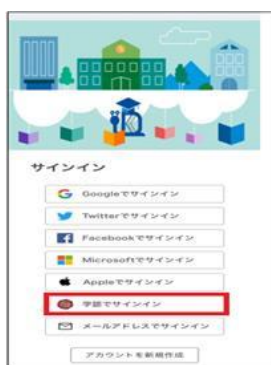 サインイン
Googleでサインイン
Twitterでサインイン
Facebookでサインイン
Microsoftでサインイン
Appleでサインイン
学認でサインイン
メールアドレスでサインイン
アカウントを新規作成